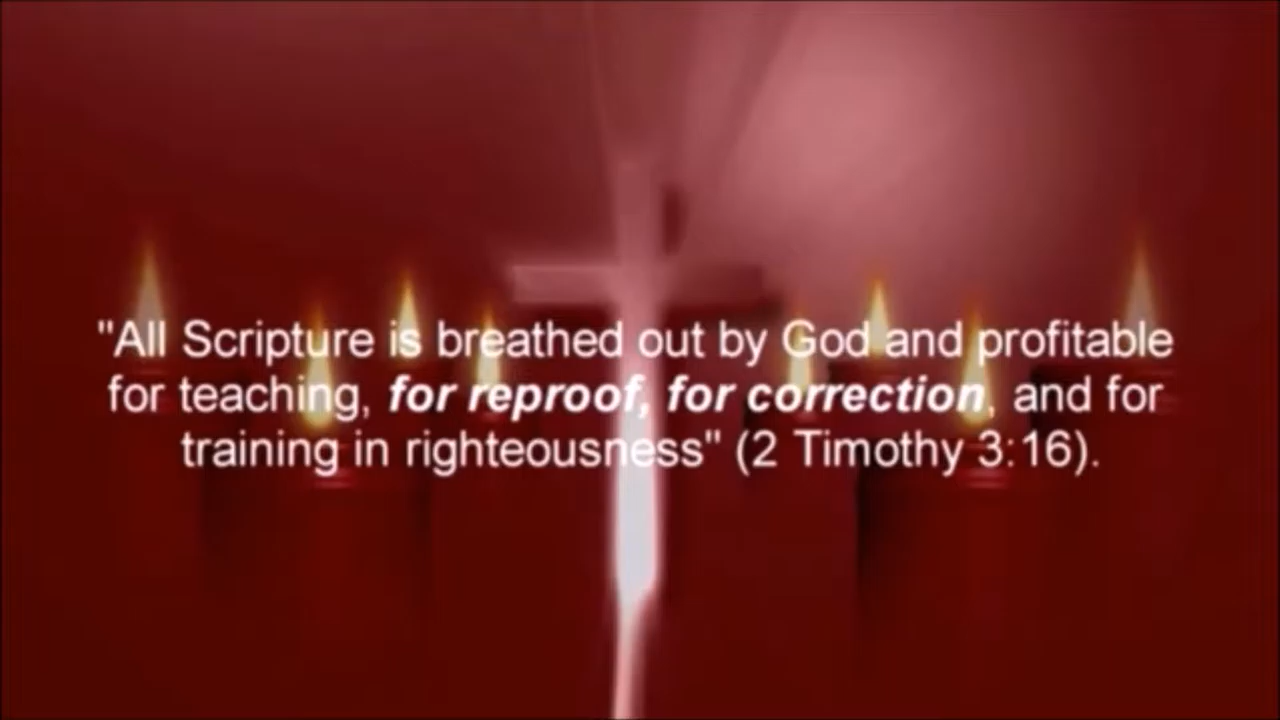 "All Scripture is breathed out by God and profitable
for teaching, for reproof, for correction, and for
training in righteousness" (2 Timothy 3:16).